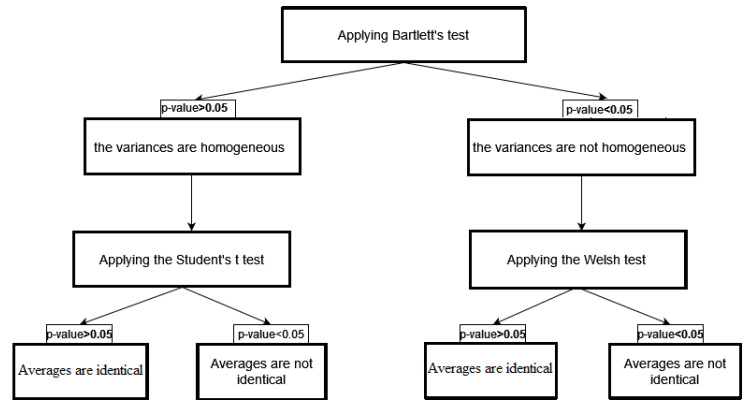 Applying Bartlett's test
p-value>0.05
p-value<0.05
the variances are homogeneous
the variances are not homogeneous
Applying the Student's t test
Applying the Welsh test
p-value>0.05
p-value<0.05
p-value>0.05
p-value<0.05
Averages are identical
Averages are not
identical
Averages are identical
Averages are not
identical